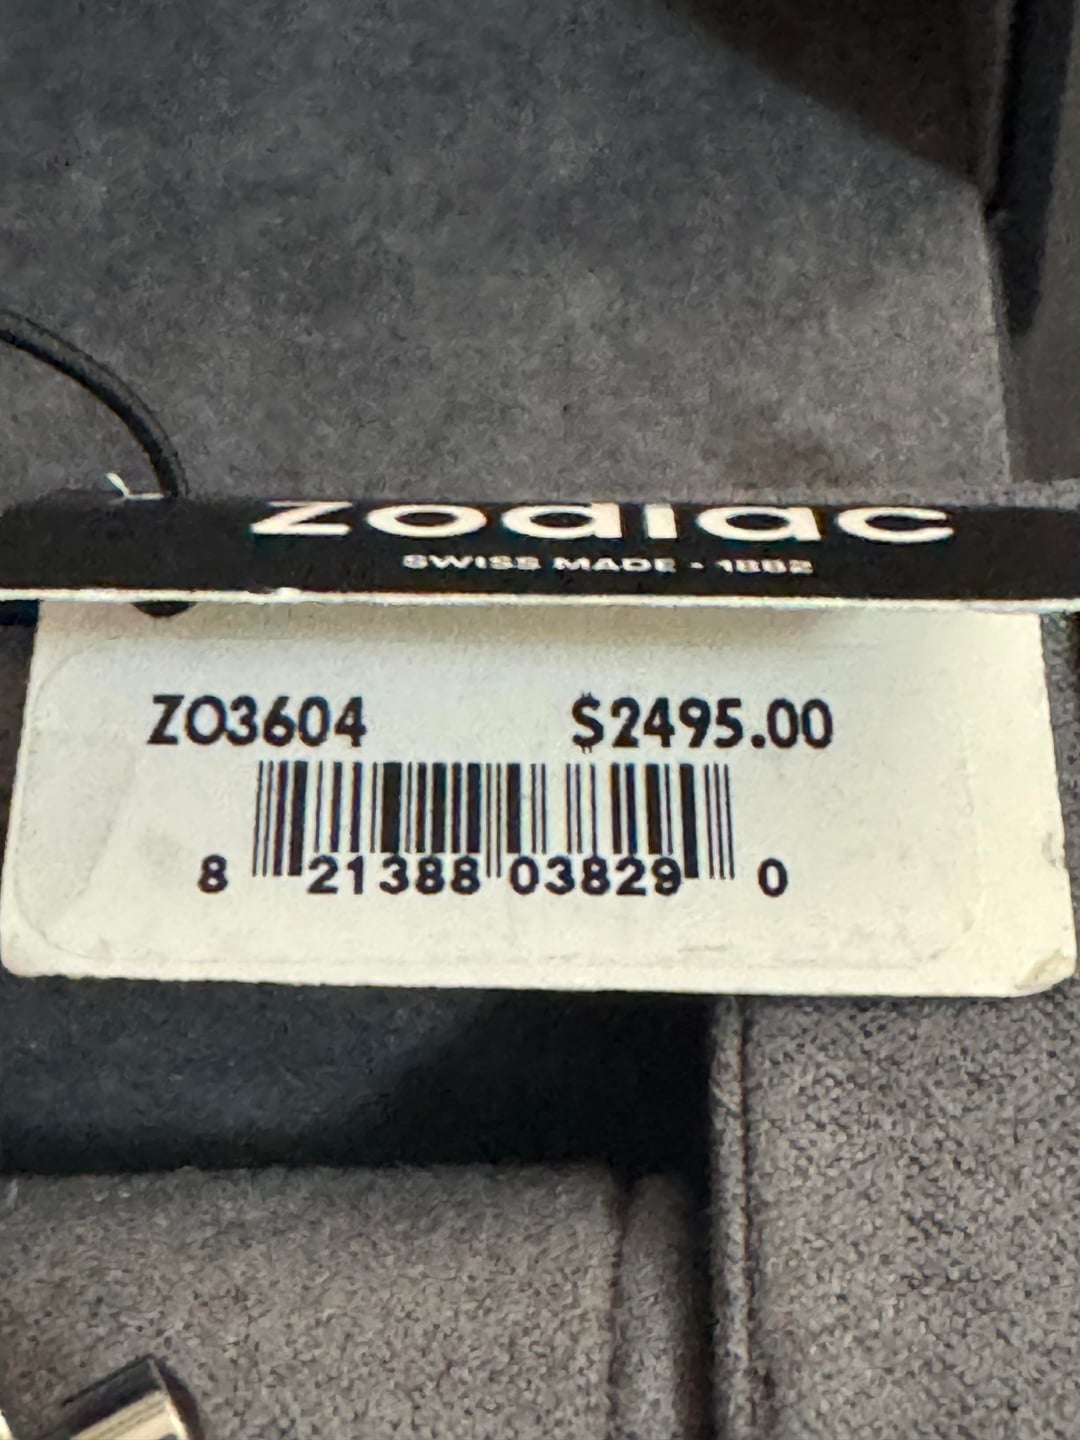 zodiac
SWISS MADE • 1882
ZO3604 $2495.00
8 21388 03829 0